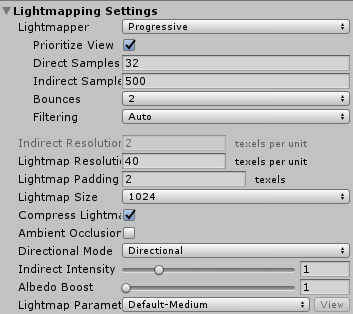 Lightmapping Settings
Lightmapper Progressive
Prioritize View
Direct Samples 32
Indirect Sample 500
Bounces 2
Filtering Auto
Indirect Resolution 2 texels per unit
Lightmap Resolutio 40 texels per unit
Lightmap Padding 2 texels
Lightmap Size 1024
Compress Lightma
Ambient Occlusion
Directional Mode Directional
Indirect Intensity 1
Albedo Boost 1
Lightmap Paramet Default-Medium View